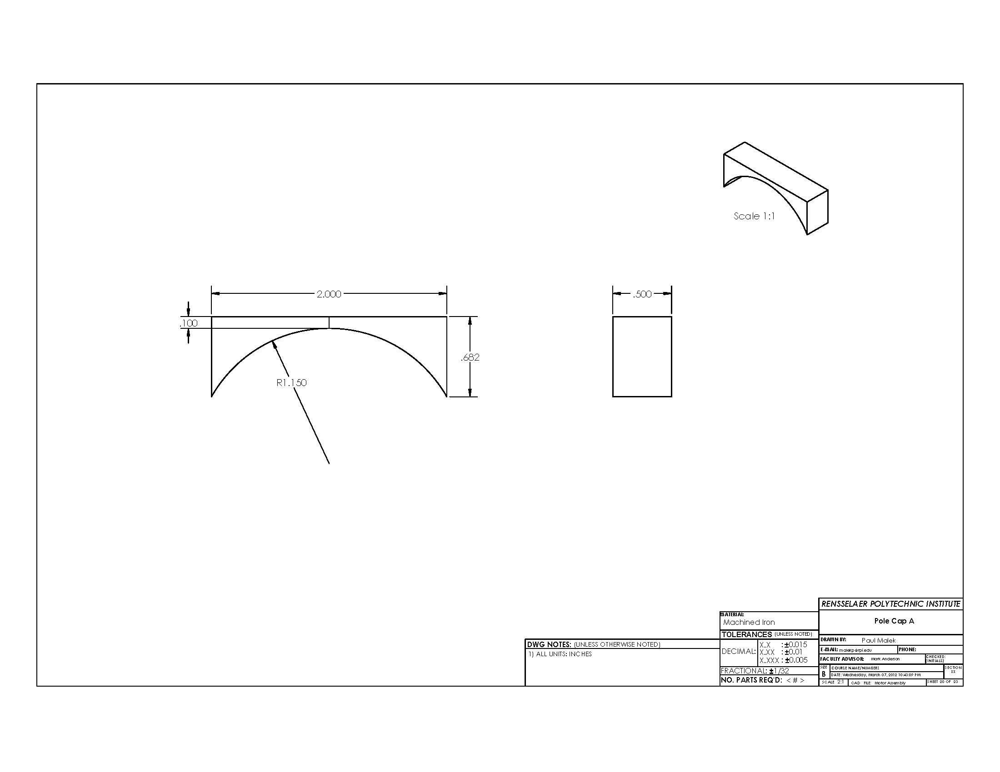 Scale 1:1
2.000
.500
.100
.682
R1.150
RENSSELAER POLYTECHNIC INSTITUTE
MATERIAL:
Machined Iron
Pole Cap A
TOLERANCES (UNLESS NOTED)
DRAWN BY: Paul Malek
DWG NOTES: (UNLESS OTHERWISE NOTED)
1) ALL UNITS: INCHES
DECIMAL:
X.X : ±0.015
X.XX : ±0.01
X.XXX : ±0.005
E-MAIL: malekp@rpi.edu PHONE:
FACULTY ADVISOR: Mark Anderson
CHECKED:
(INITIALS)
FRACTIONAL: ±1/32
NO. PARTS REQ'D: < # >
SIZE
B
COURSE NAME/NUMBER:
SECTION
XX
DATE: Wednesday, March 07, 2012 10:43:09 PM
SCALE 2:1
CAD FILE: Motor Assembly
SHEET 20 OF 23